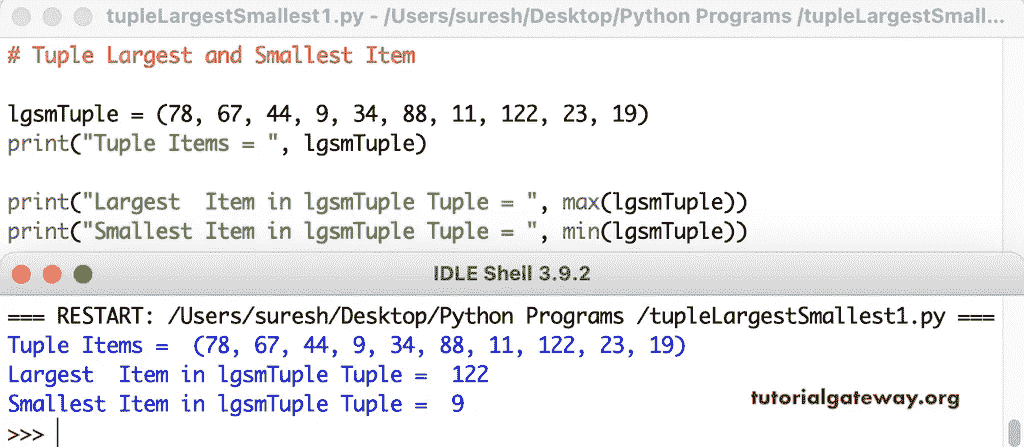 tupleLargestSmallest1.py - /Users/suresh/Desktop/Python Programs /tupleLargestSmall...
# Tuple Largest and Smallest Item
lgsmTuple = (78, 67, 44, 9, 34, 88, 11, 122, 23, 19)
print("Tuple Items = ", lgsmTuple)
print("Largest  Item in lgsmTuple Tuple = ", max(lgsmTuple))
print("Smallest Item in lgsmTuple Tuple = ", min(lgsmTuple))
IDLE Shell 3.9.2
=== RESTART: /Users/suresh/Desktop/Python Programs /tupleLargestSmallest1.py ===
Tuple Items =  (78, 67, 44, 9, 34, 88, 11, 122, 23, 19)
Largest  Item in lgsmTuple Tuple =  122
Smallest Item in lgsmTuple Tuple =  9
tutorialgateway.org
>>>